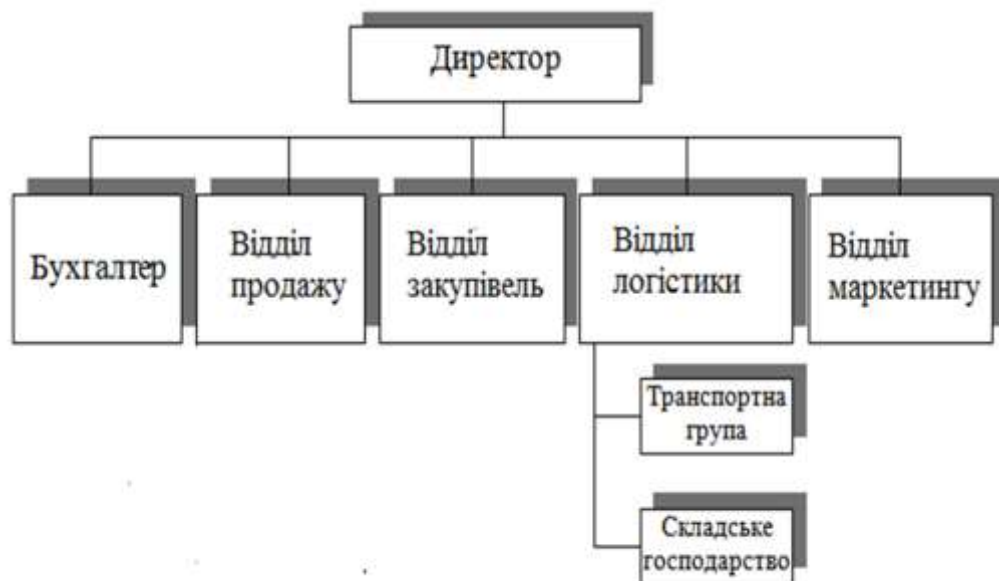 Директор
Бухгалтер
Відділ
продажу
Відділ
закупівель
Відділ
логістики
Відділ
маркетингу
Транспортна
група
Складське
господарство